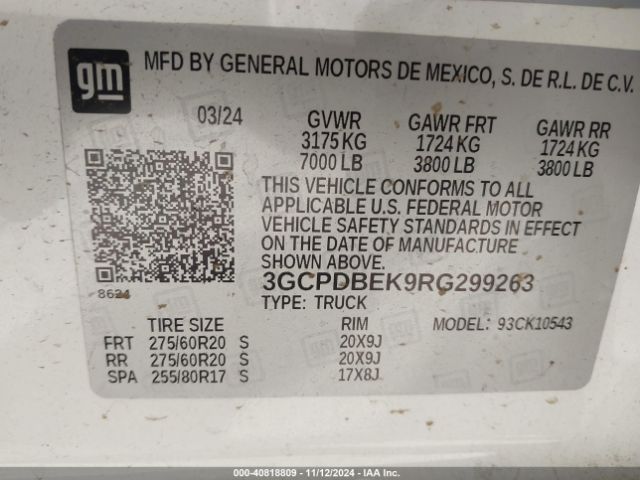 gm
MFD BY GENERAL MOTORS DE MEXICO, S. DE R.L. DE C.V.
03/24 GVWR GAWR FRT GAWR RR
3175 KG 1724 KG 1724 KG
7000 LB 3800 LB 3800 LB
THIS VEHICLE CONFORMS TO ALL
APPLICABLE U.S. FEDERAL MOTOR
VEHICLE SAFETY STANDARDS IN EFFECT
ON THE DATE OF MANUFACTURE
SHOWN ABOVE.
8624 3GCPDBEK9RG299263
TYPE: TRUCK
TIRE SIZE RIM MODEL: 93CK10543
FRT 275/60R20 S 20X9J
RR 275/60R20 S 20X9J
SPA 255/80R17 S 17X8J
000-40818809 - 11/12/2024 - IAA.com